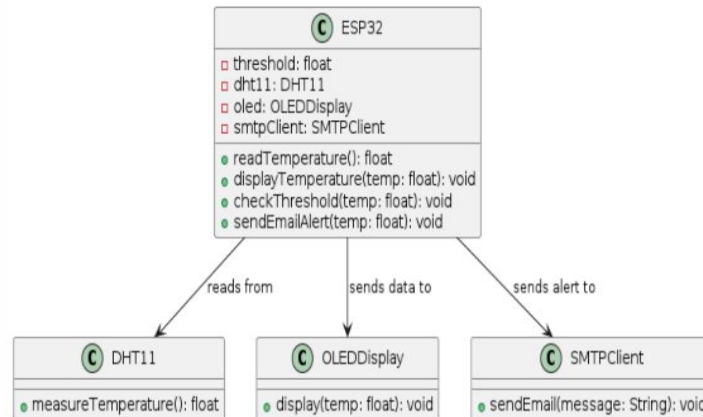 C ESP32
threshold: float
dht11: DHT11
oled: OLEDDisplay
smtpClient: SMTPClient
readTemperature(): float
displayTemperature(temp: float): void
checkThreshold(temp: float): void
sendEmailAlert(temp: float): void
reads from
sends data to
sends alert to
C DHT11
measureTemperature(): float
C OLEDDisplay
display(temp: float): void
C SMTPClient
sendEmail(message: String): void